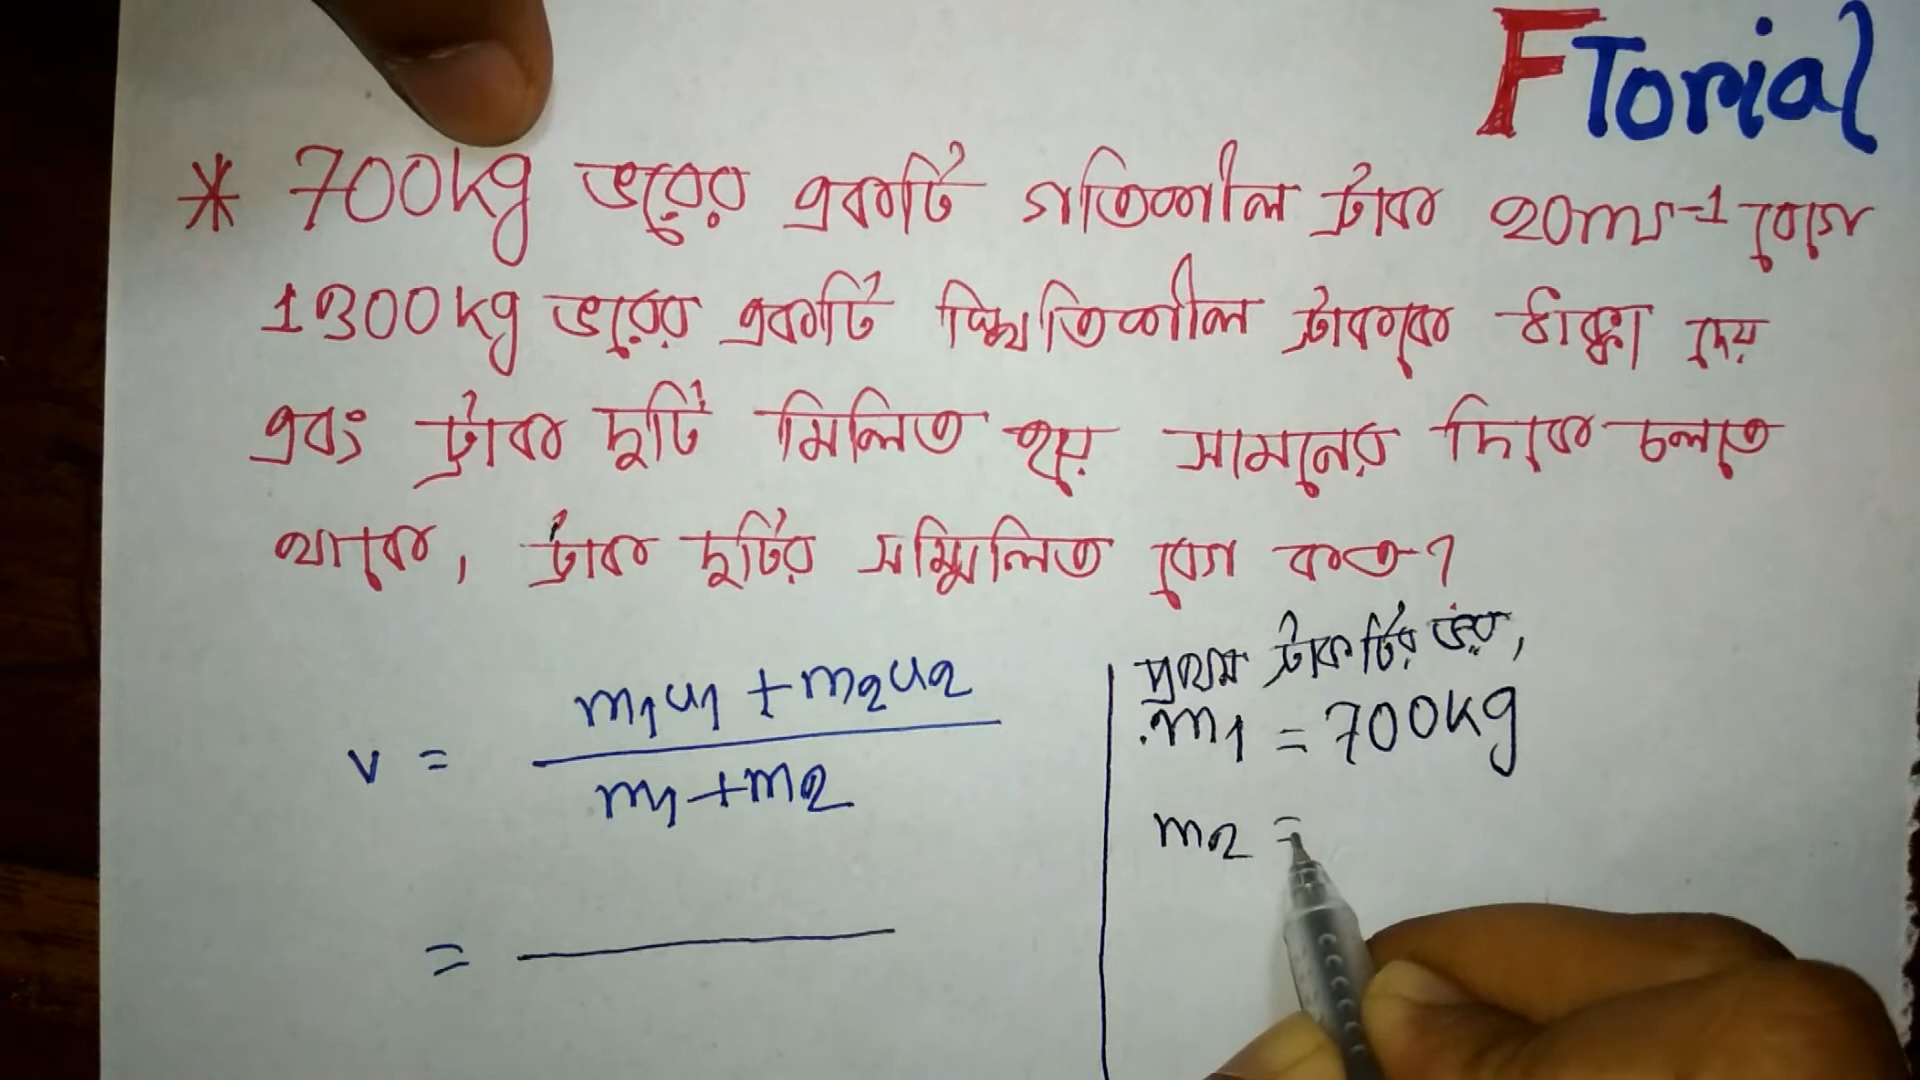 FTorial
* 700kg ভরের একটি গতিশীল ট্রাক 20ms⁻¹ বেগে
1300kg ভরের একটি স্থিতিশীল ট্রাককে ধাক্কা দেয়
এবং ট্রাক দুটি মিলিত হয়ে সামনের দিকে চলতে
থাকে, ট্রাক দুটির সম্মিলিত বেগ কত?
v = m₁u₁ + m₂u₂
m₁+m₂
=
প্রথম ট্রাকটির ভর,
m₁ = 700kg
m₂ =